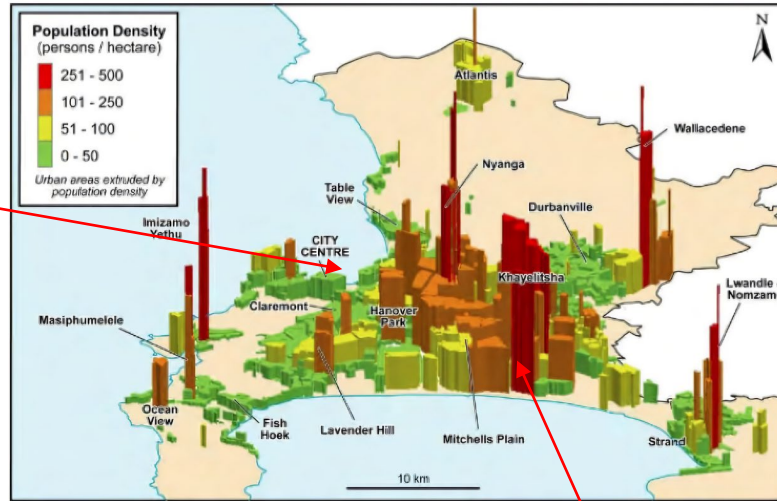 Population Density
(persons / hectare)
251 - 500
101 - 250
51 - 100
0 - 50
Urban areas extruded by
population density
N
Atlantis
Wallacedene
Nyanga
Table
View
Durbanville
Imizamo
Yethu
CITY
CENTRE
Khayelitsha
Lwandle &
Nomzam
Claremont
Hanover
Park
Masiphumelele
Ocean
View
Fish
Hoek
Lavender Hill
Mitchells Plain
Strand
10 km